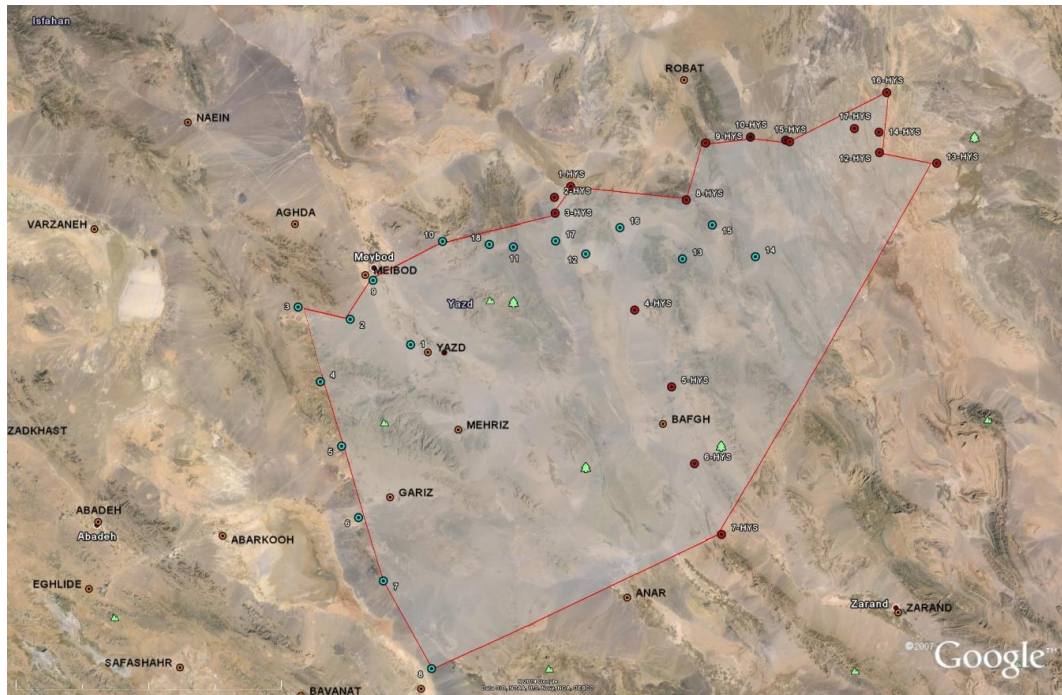 Isfahan
ROBAT
16-HYS
NAEIN
17-HYS
10-HYS
15-HYS
14-HYS
9-HYS
12-HYS
13-HYS
1-HYS
2-HYS
8-HYS
AGHDA
3-HYS
VARZANEH
16
15
10
18
17
11
12
13
14
Meybod
MEIBOD
9
3
Yazd
4-HYS
2
1
YAZD
4
5-HYS
ZADKHAST
MEHRIZ
BAFGH
5
6-HYS
GARIZ
6
ABADEH
7-HYS
Abadeh
ABARKOOH
7
EGHLIDE
ANAR
Zarand
ZARAND
©2007 Google™
SAFASHAHR
8
BAVANAT